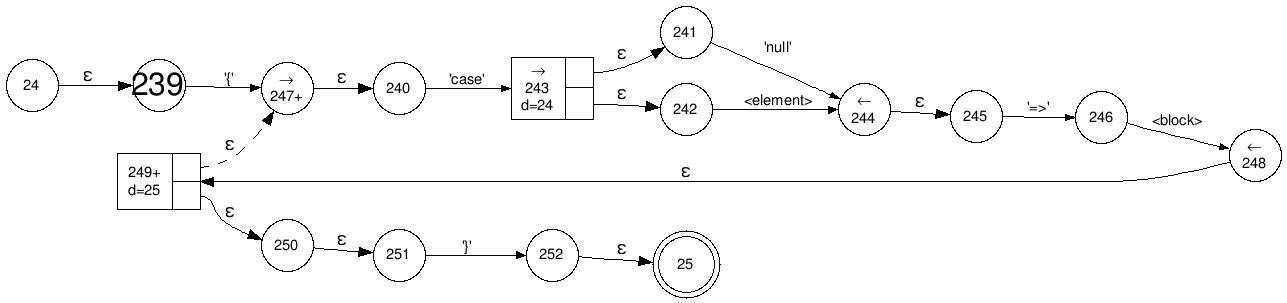 24
ε
239
'{'
→
247+
ε
240
'case'
→
243
d=24
ε
ε
241
'null'
242
<element>
←
244
ε
245
'=>'
246
<block>
←
248
ε
249+
d=25
ε
ε
250
ε
251
'}'
252
ε
25